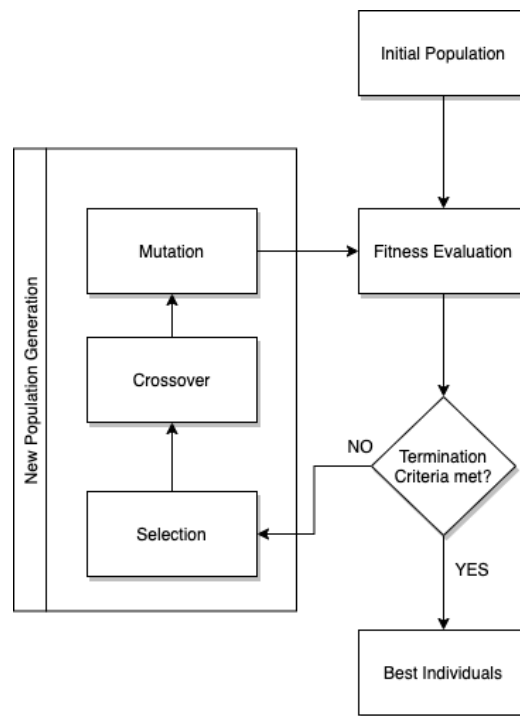 Initial Population
New Population Generation
Mutation
Fitness Evaluation
Crossover
NO
Termination
Criteria met?
Selection
YES
Best Individuals